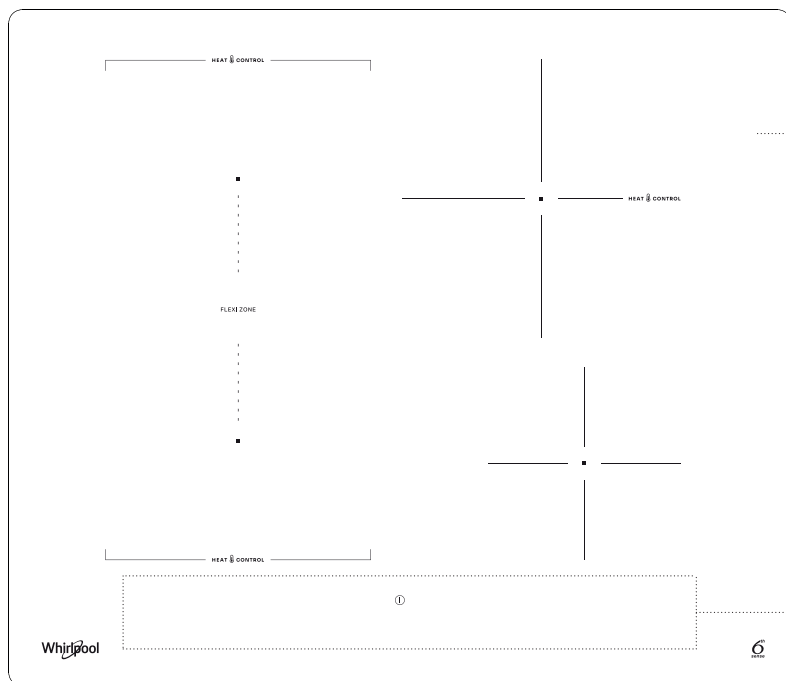 HEAT CONTROL
HEAT CONTROL
FLEXI ZONE
HEAT CONTROL
Whirlpool
6th
sense